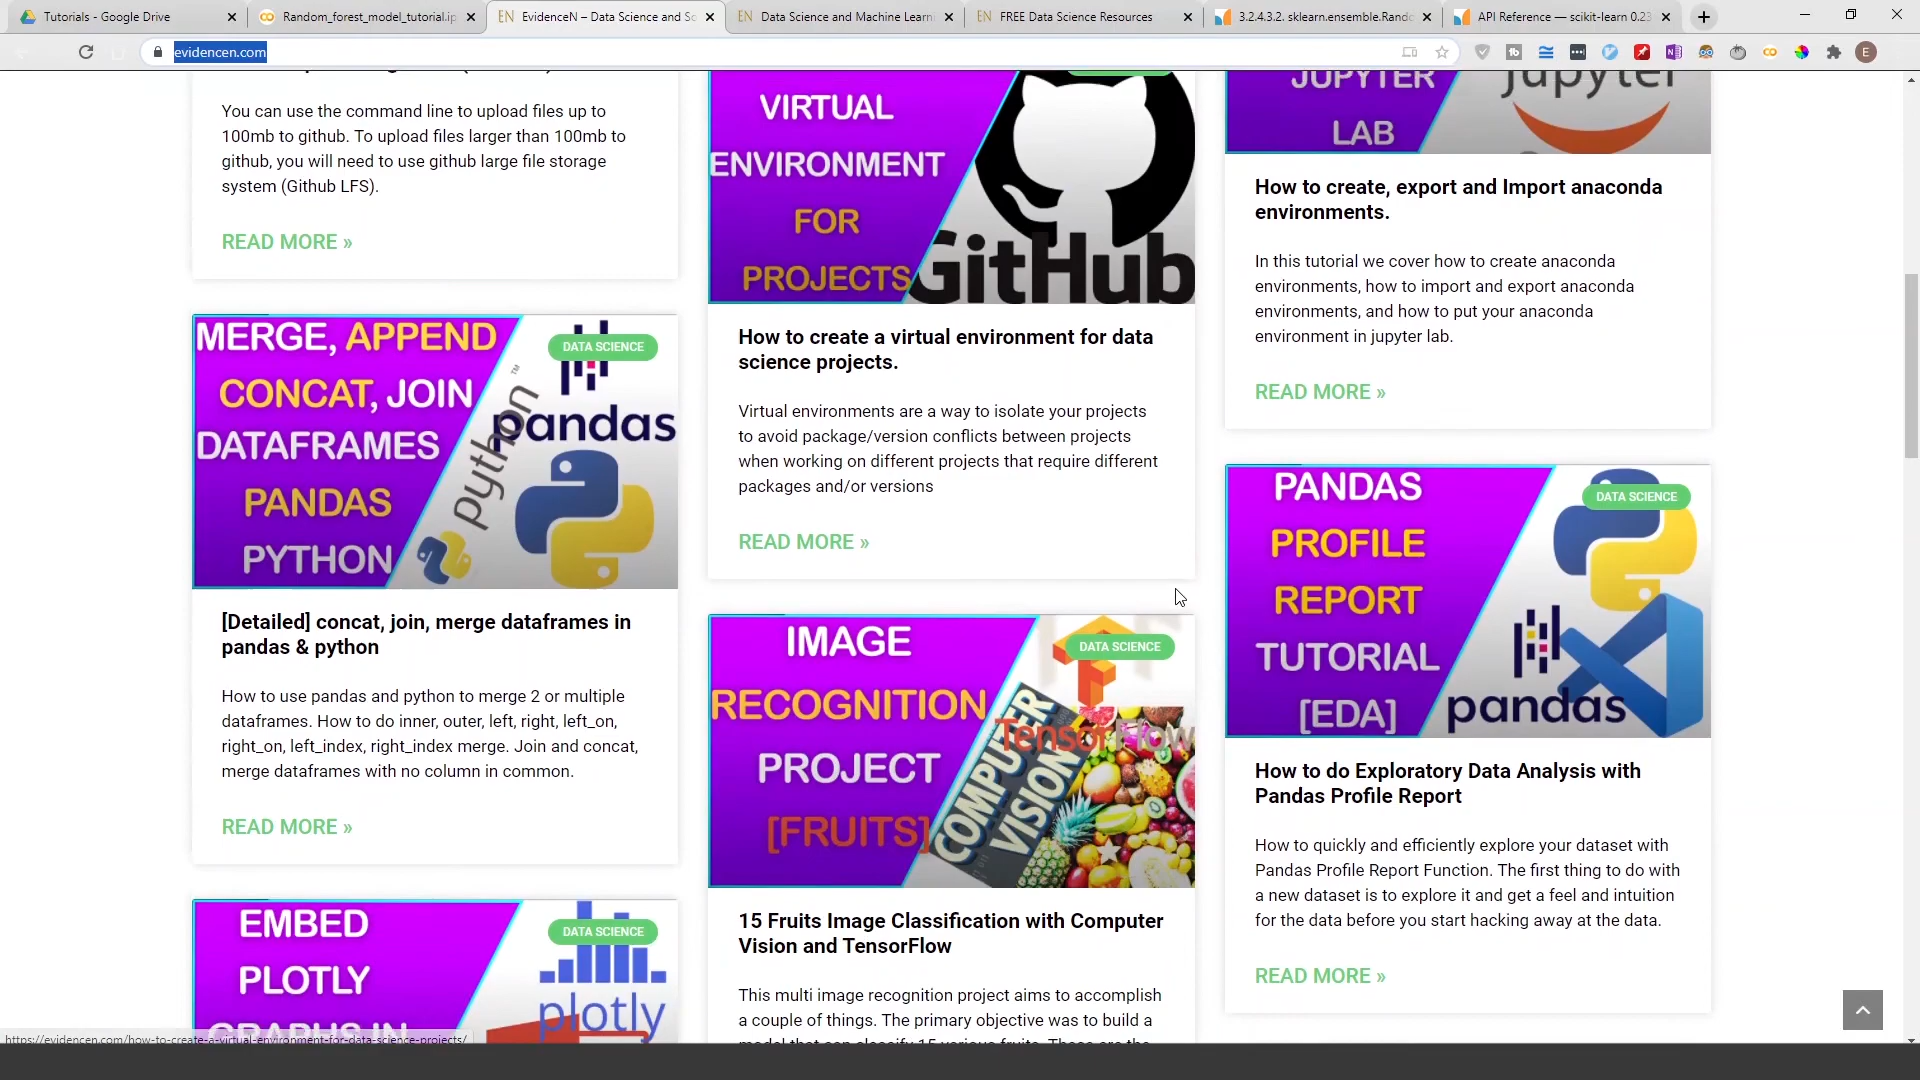 Tutorials - Google Drive
Random_forest_model_tutorial.ip
EvidenceN – Data Science and So
Data Science and Machine Learni
FREE Data Science Resources
3.2.4.3.2. sklearn.ensemble.Rando
API Reference — scikit-learn 0.23
evidencen.com
E
You can use the command line to upload files up to
100mb to github. To upload files larger than 100mb to
github, you will need to use github large file storage
system (Github LFS).
READ MORE »
MERGE, APPEND
CONCAT, JOIN
DATAFRAMES
PANDAS
PYTHON
DATA SCIENCE
pandas
python
TM
[Detailed] concat, join, merge dataframes in
pandas & python
How to use pandas and python to merge 2 or multiple
dataframes. How to do inner, outer, left, right, left_on,
right_on, left_index, right_index merge. Join and concat,
merge dataframes with no column in common.
READ MORE »
EMBED
PLOTLY
GRAPHS IN
DATA SCIENCE
plotly
VIRTUAL
ENVIRONMENT
FOR
PROJECTS
GitHub
How to create a virtual environment for data
science projects.
Virtual environments are a way to isolate your projects
to avoid package/version conflicts between projects
when working on different projects that require different
packages and/or versions
READ MORE »
IMAGE
RECOGNITION
PROJECT
[FRUITS]
DATA SCIENCE
TensorFlow
COMPUTER
VISION
15 Fruits Image Classification with Computer
Vision and TensorFlow
This multi image recognition project aims to accomplish
a couple of things. The primary objective was to build a
model that can classify 15 various fruits. These are the
JUPYTER
LAB
jupyter
How to create, export and Import anaconda
environments.
In this tutorial we cover how to create anaconda
environments, how to import and export anaconda
environments, and how to put your anaconda
environment in jupyter lab.
READ MORE »
PANDAS
PROFILE
REPORT
TUTORIAL
[EDA]
DATA SCIENCE
pandas
How to do Exploratory Data Analysis with
Pandas Profile Report
How to quickly and efficiently explore your dataset with
Pandas Profile Report Function. The first thing to do with
a new dataset is to explore it and get a feel and intuition
for the data before you start hacking away at the data.
READ MORE »
https://evidencen.com/how-to-create-a-virtual-environment-for-data-science-projects/